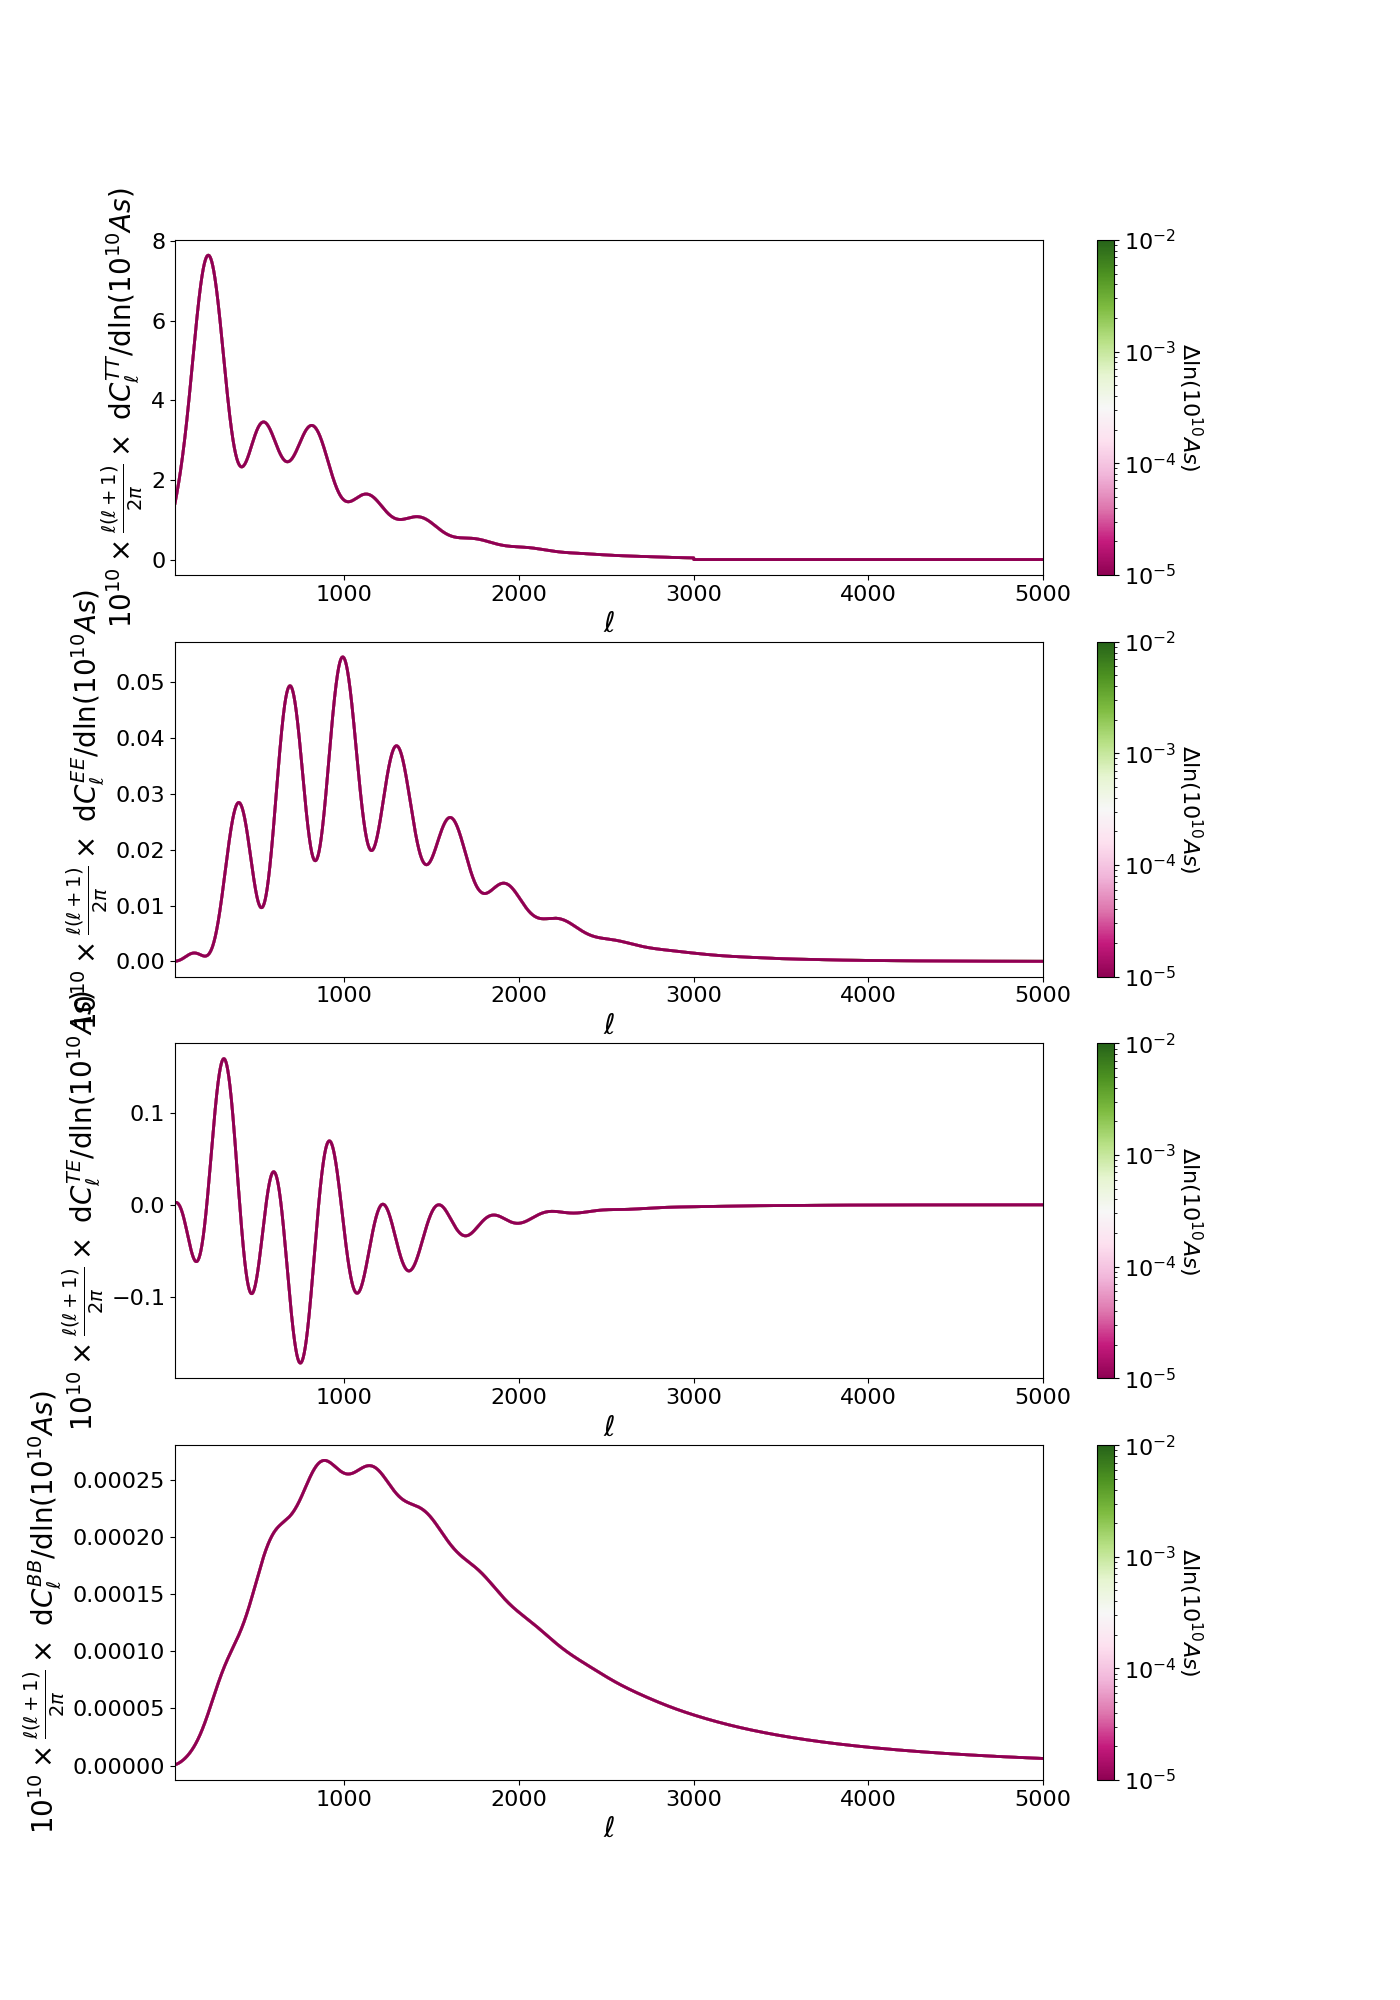 10^{10} × \frac{ℓ(ℓ+1)}{2π} × dC_ℓ^{TT}/dln(10^{10}As)
8
6
4
2
0
1000 2000 3000 4000 5000
ℓ
10^{-2}
10^{-3}
10^{-4}
10^{-5}
Δln(10^{10}As)
10^{10} × \frac{ℓ(ℓ+1)}{2π} × dC_ℓ^{EE}/dln(10^{10}As)
0.05
0.04
0.03
0.02
0.01
0.00
1000 2000 3000 4000 5000
ℓ
10^{-2}
10^{-3}
10^{-4}
10^{-5}
Δln(10^{10}As)
10^{10} × \frac{ℓ(ℓ+1)}{2π} × dC_ℓ^{TE}/dln(10^{10}As)
0.1
0.0
−0.1
1000 2000 3000 4000 5000
ℓ
10^{-2}
10^{-3}
10^{-4}
10^{-5}
Δln(10^{10}As)
10^{10} × \frac{ℓ(ℓ+1)}{2π} × dC_ℓ^{BB}/dln(10^{10}As)
0.00025
0.00020
0.00015
0.00010
0.00005
0.00000
1000 2000 3000 4000 5000
ℓ
10^{-2}
10^{-3}
10^{-4}
10^{-5}
Δln(10^{10}As)